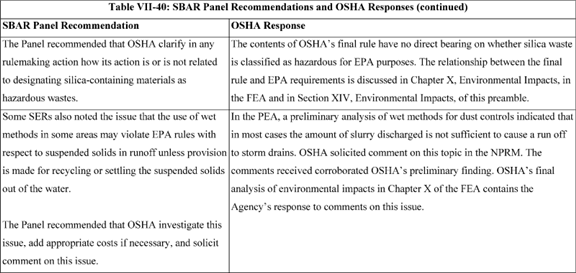 Table VII-40: SBAR Panel Recommendations and OSHA Responses (continued)
SBAR Panel Recommendation
OSHA Response
The Panel recommended that OSHA clarify in any
rulemaking action how its action is or is not related
to designating silica-containing materials as
hazardous wastes.
The contents of OSHA's final rule have no direct bearing on whether silica waste
is classified as hazardous for EPA purposes. The relationship between the final
rule and EPA requirements is discussed in Chapter X, Environmental Impacts, in
the FEA and in Section XIV, Environmental Impacts, of this preamble.
Some SERs also noted the issue that the use of wet
methods in some areas may violate EPA rules with
respect to suspended solids in runoff unless provision
is made for recycling or settling the suspended solids
out of the water.
The Panel recommended that OSHA investigate this
issue, add appropriate costs if necessary, and solicit
comment on this issue.
In the PEA, a preliminary analysis of wet methods for dust controls indicated that
in most cases the amount of slurry discharged is not sufficient to cause a run off
to storm drains. OSHA solicited comment on this topic in the NPRM. The
comments received corroborated OSHA's preliminary finding. OSHA's final
analysis of environmental impacts in Chapter X of the FEA contains the
Agency's response to comments on this issue.